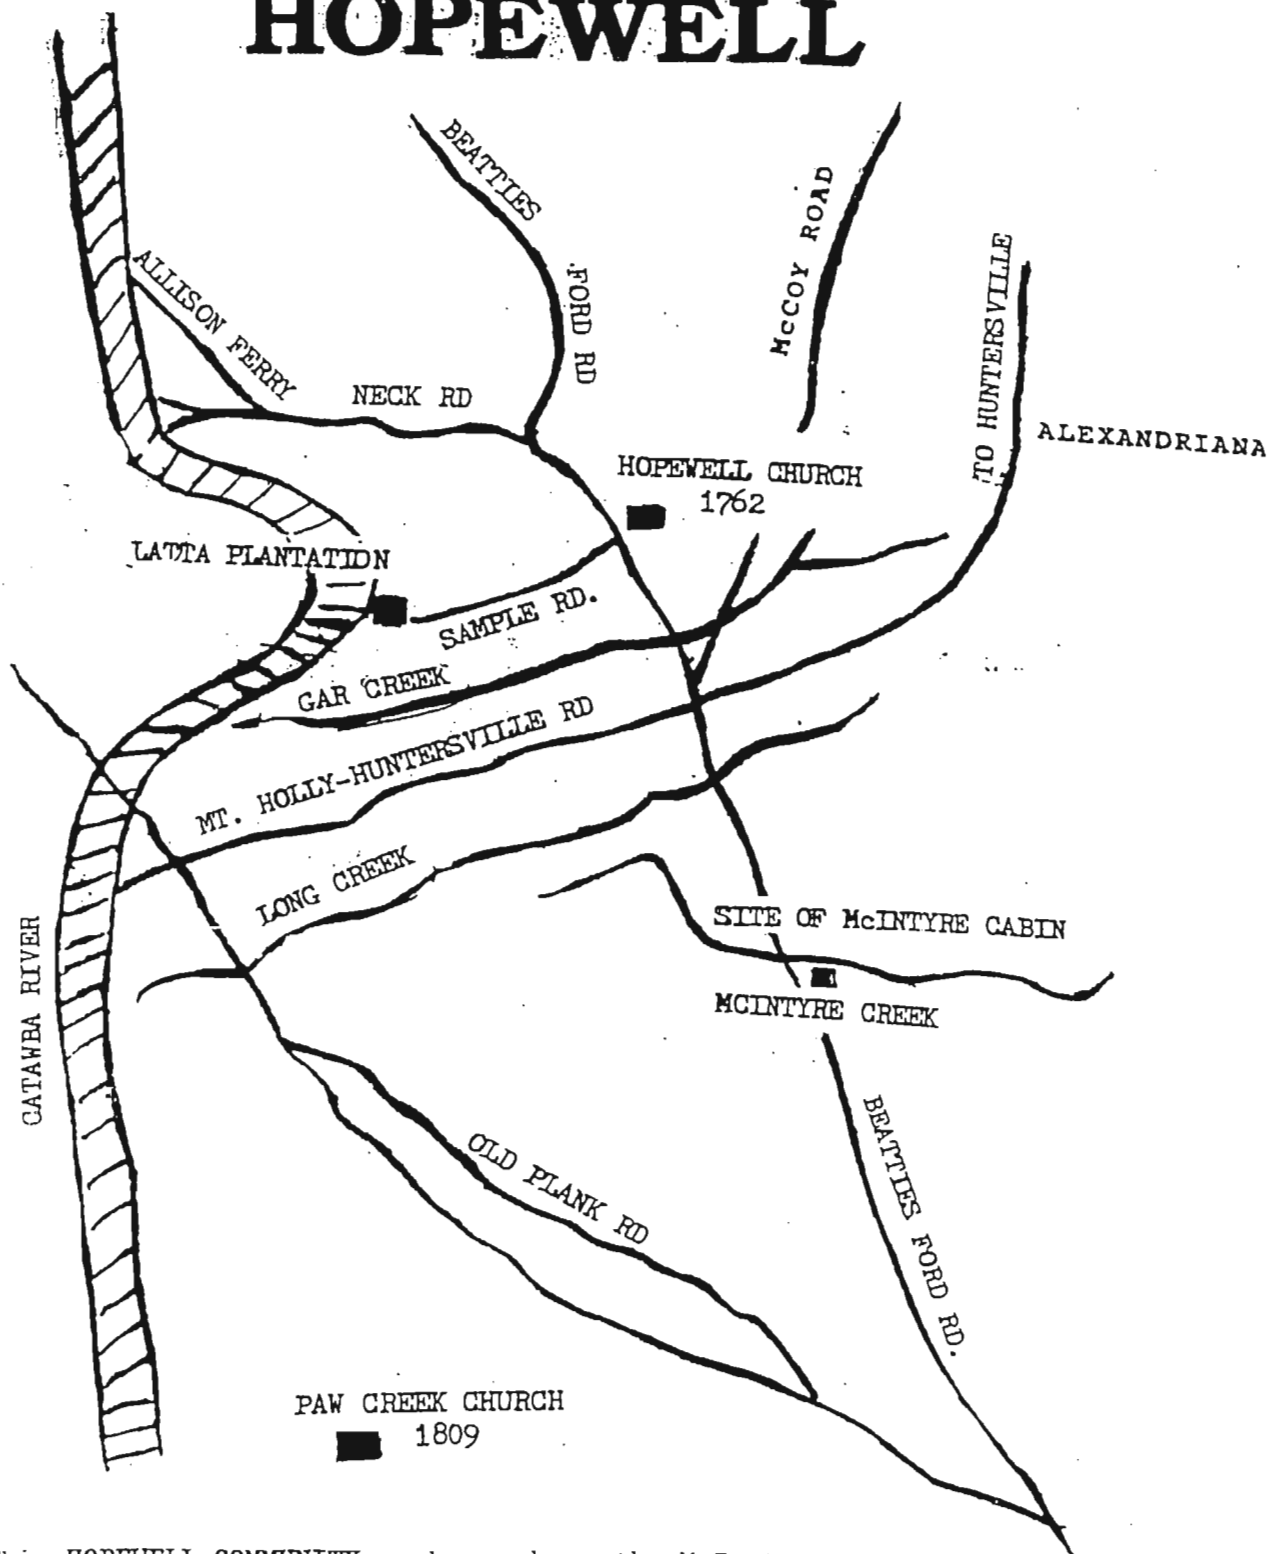 HOPEWELL
BEATTIES
FORD RD
McCOY ROAD
TO HUNTERSVILLE
ALEXANDRIANA
ALLISON FERRY
NECK RD
HOPEWELL CHURCH
1762
LATTA PLANTATION
SAMPLE RD.
GAR CREEK
MT. HOLLY-HUNTERSVILLE RD
LONG CREEK
SITE OF McINTYRE CABIN
MCINTYRE CREEK
CATAWBA RIVER
OLD PLANK RD
BEATTIES FORD RD.
PAW CREEK CHURCH
1809
HOPEWELL COMMUNITY